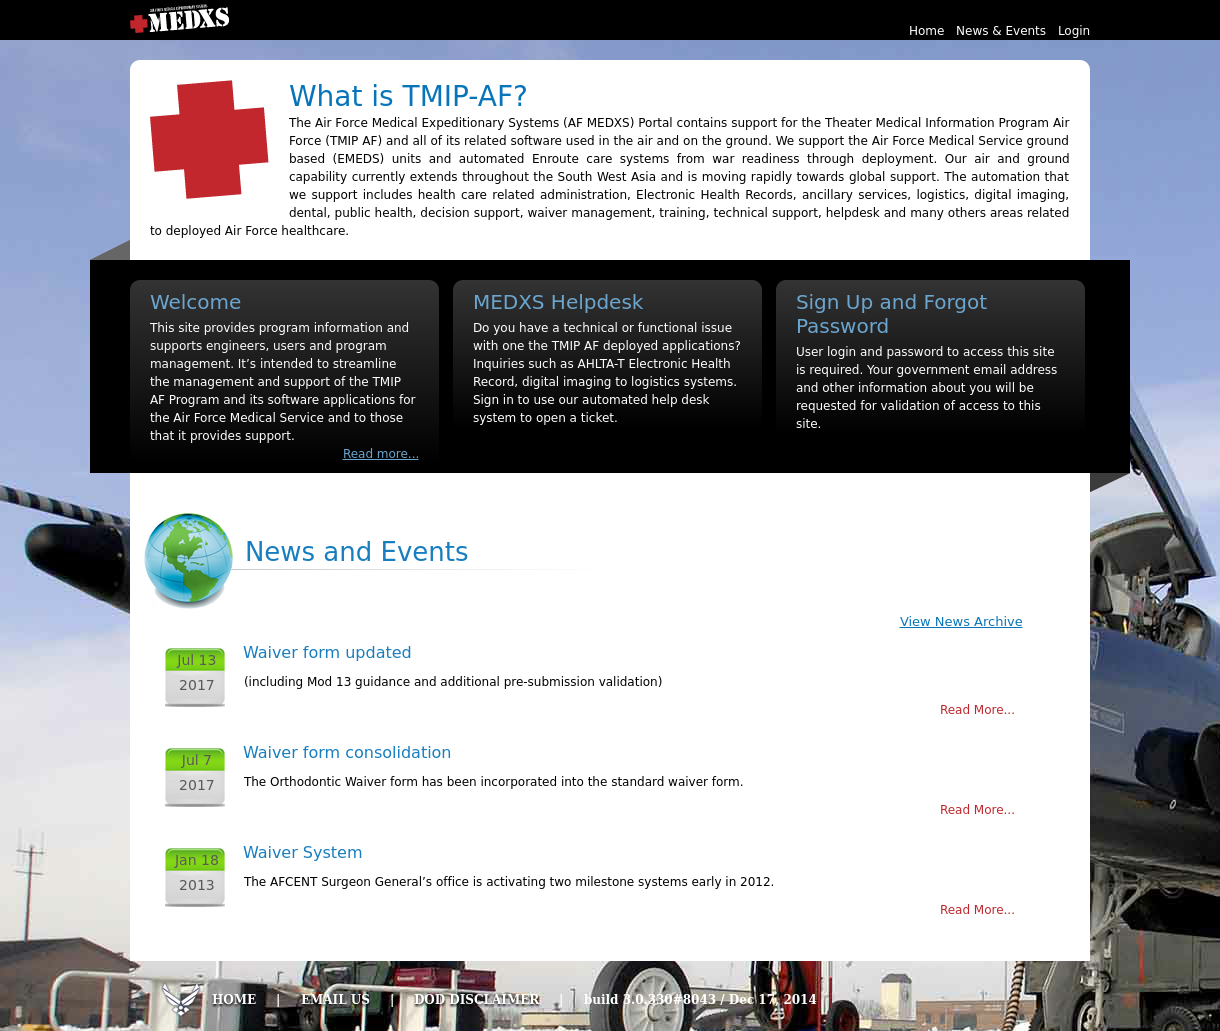 MEDXS
Home News & Events Login
What is TMIP-AF?
The Air Force Medical Expeditionary Systems (AF MEDXS) Portal contains support for the Theater Medical Information Program Air
Force (TMIP AF) and all of its related software used in the air and on the ground. We support the Air Force Medical Service ground
based (EMEDS) units and automated Enroute care systems from war readiness through deployment. Our air and ground
capability currently extends throughout the South West Asia and is moving rapidly towards global support. The automation that
we support includes health care related administration, Electronic Health Records, ancillary services, logistics, digital imaging,
dental, public health, decision support, waiver management, training, technical support, helpdesk and many others areas related
to deployed Air Force healthcare.
Welcome
This site provides program information and
supports engineers, users and program
management. It’s intended to streamline
the management and support of the TMIP
AF Program and its software applications for
the Air Force Medical Service and to those
that it provides support.
Read more...
MEDXS Helpdesk
Do you have a technical or functional issue
with one the TMIP AF deployed applications?
Inquiries such as AHLTA-T Electronic Health
Record, digital imaging to logistics systems.
Sign in to use our automated help desk
system to open a ticket.
Sign Up and Forgot
Password
User login and password to access this site
is required. Your government email address
and other information about you will be
requested for validation of access to this
site.
News and Events
View News Archive
Jul 13
2017
Waiver form updated
(including Mod 13 guidance and additional pre-submission validation)
Read More...
Jul 7
2017
Waiver form consolidation
The Orthodontic Waiver form has been incorporated into the standard waiver form.
Read More...
Jan 18
2013
Waiver System
The AFCENT Surgeon General’s office is activating two milestone systems early in 2012.
Read More...
HOME | EMAIL US | DOD DISCLAIMER | build 3.0.330#8043 / Dec 17, 2014